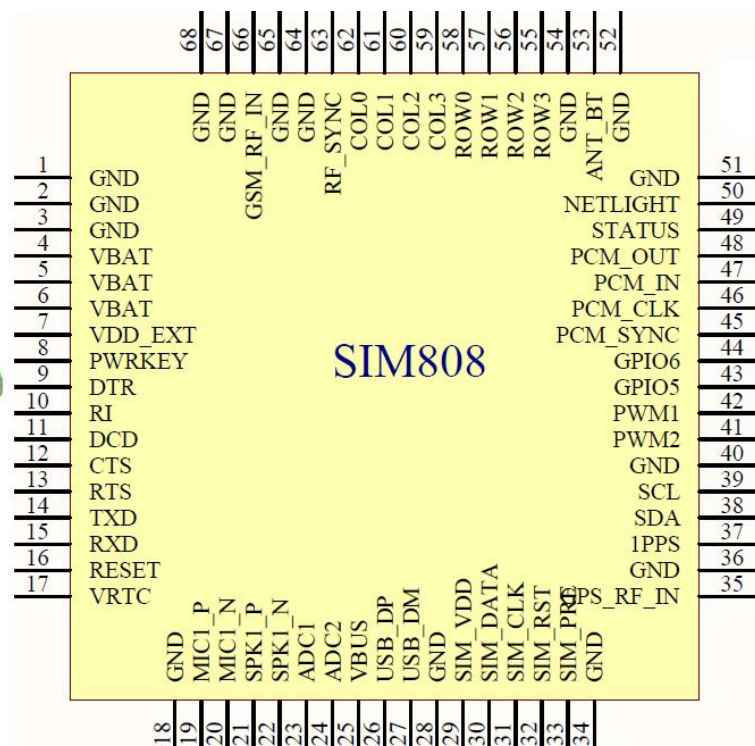 68 67 66 65 64 63 62 61 60 59 58 57 56 55 54 53 52
GND GND GSM_RF_IN GND GND RF_SYNC COL0 COL1 COL2 COL3 ROW0 ROW1 ROW2 ROW3 GND ANT_BT GND
1 GND
2 GND
3 GND
4 VBAT
5 VBAT
6 VBAT
7 VDD_EXT
8 PWRKEY
9 DTR
10 RI
11 DCD
12 CTS
13 RTS
14 TXD
15 RXD
16 RESET
17 VRTC
SIM808
GND 51
NETLIGHT 50
STATUS 49
PCM_OUT 48
PCM_IN 47
PCM_CLK 46
PCM_SYNC 45
GPIO6 44
GPIO5 43
PWM1 42
PWM2 41
GND 40
SCL 39
SDA 38
1PPS 37
GND 36
GPS_RF_IN 35
GND MIC1_P MIC1_N SPK1_P SPK1_N ADC1 ADC2 VBUS USB_DP USB_DM GND SIM_VDD SIM_DATA SIM_CLK SIM_RST SIM_PRE GND
18 19 20 21 22 23 24 25 26 27 28 29 30 31 32 33 34